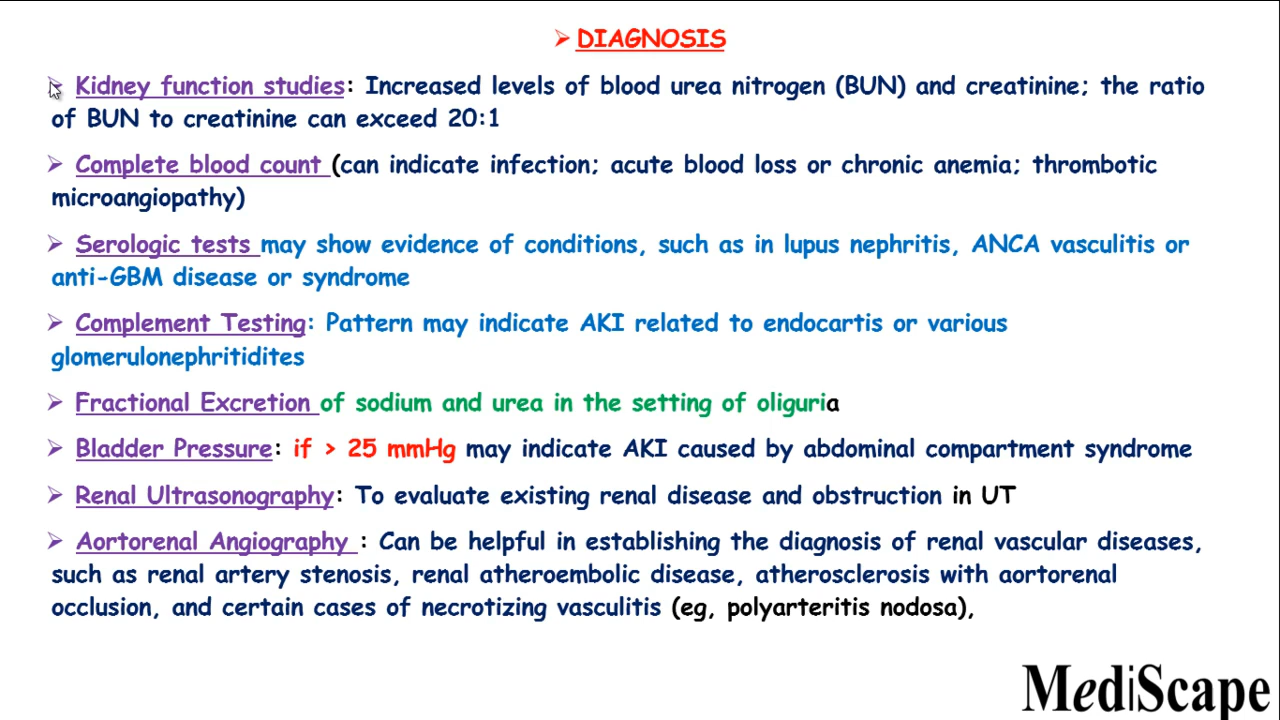 ➢ DIAGNOSIS
➢ Kidney function studies: Increased levels of blood urea nitrogen (BUN) and creatinine; the ratio
of BUN to creatinine can exceed 20:1
➢ Complete blood count (can indicate infection; acute blood loss or chronic anemia; thrombotic
microangiopathy)
➢ Serologic tests may show evidence of conditions, such as in lupus nephritis, ANCA vasculitis or
anti-GBM disease or syndrome
➢ Complement Testing: Pattern may indicate AKI related to endocartis or various
glomerulonephritidites
➢ Fractional Excretion of sodium and urea in the setting of oliguria
➢ Bladder Pressure: if > 25 mmHg may indicate AKI caused by abdominal compartment syndrome
➢ Renal Ultrasonography: To evaluate existing renal disease and obstruction in UT
➢ Aortorenal Angiography : Can be helpful in establishing the diagnosis of renal vascular diseases,
such as renal artery stenosis, renal atheroembolic disease, atherosclerosis with aortorenal
occlusion, and certain cases of necrotizing vasculitis (eg, polyarteritis nodosa),
MediScape